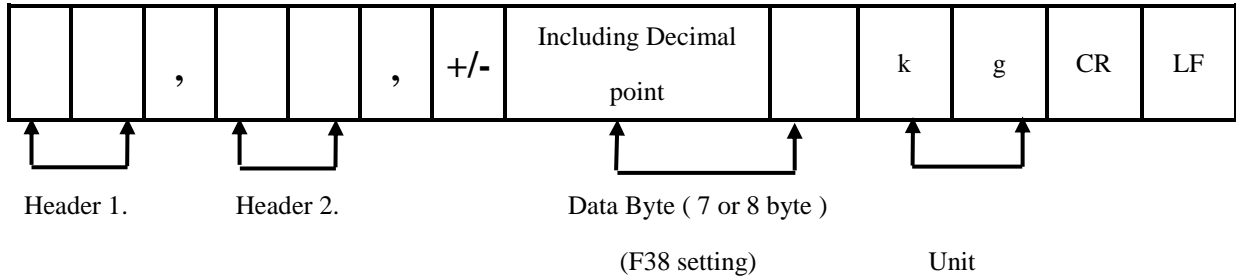 , , +/- Including Decimal point k g CR LF
Header 1. Header 2. Data Byte ( 7 or 8 byte )
(F38 setting) Unit